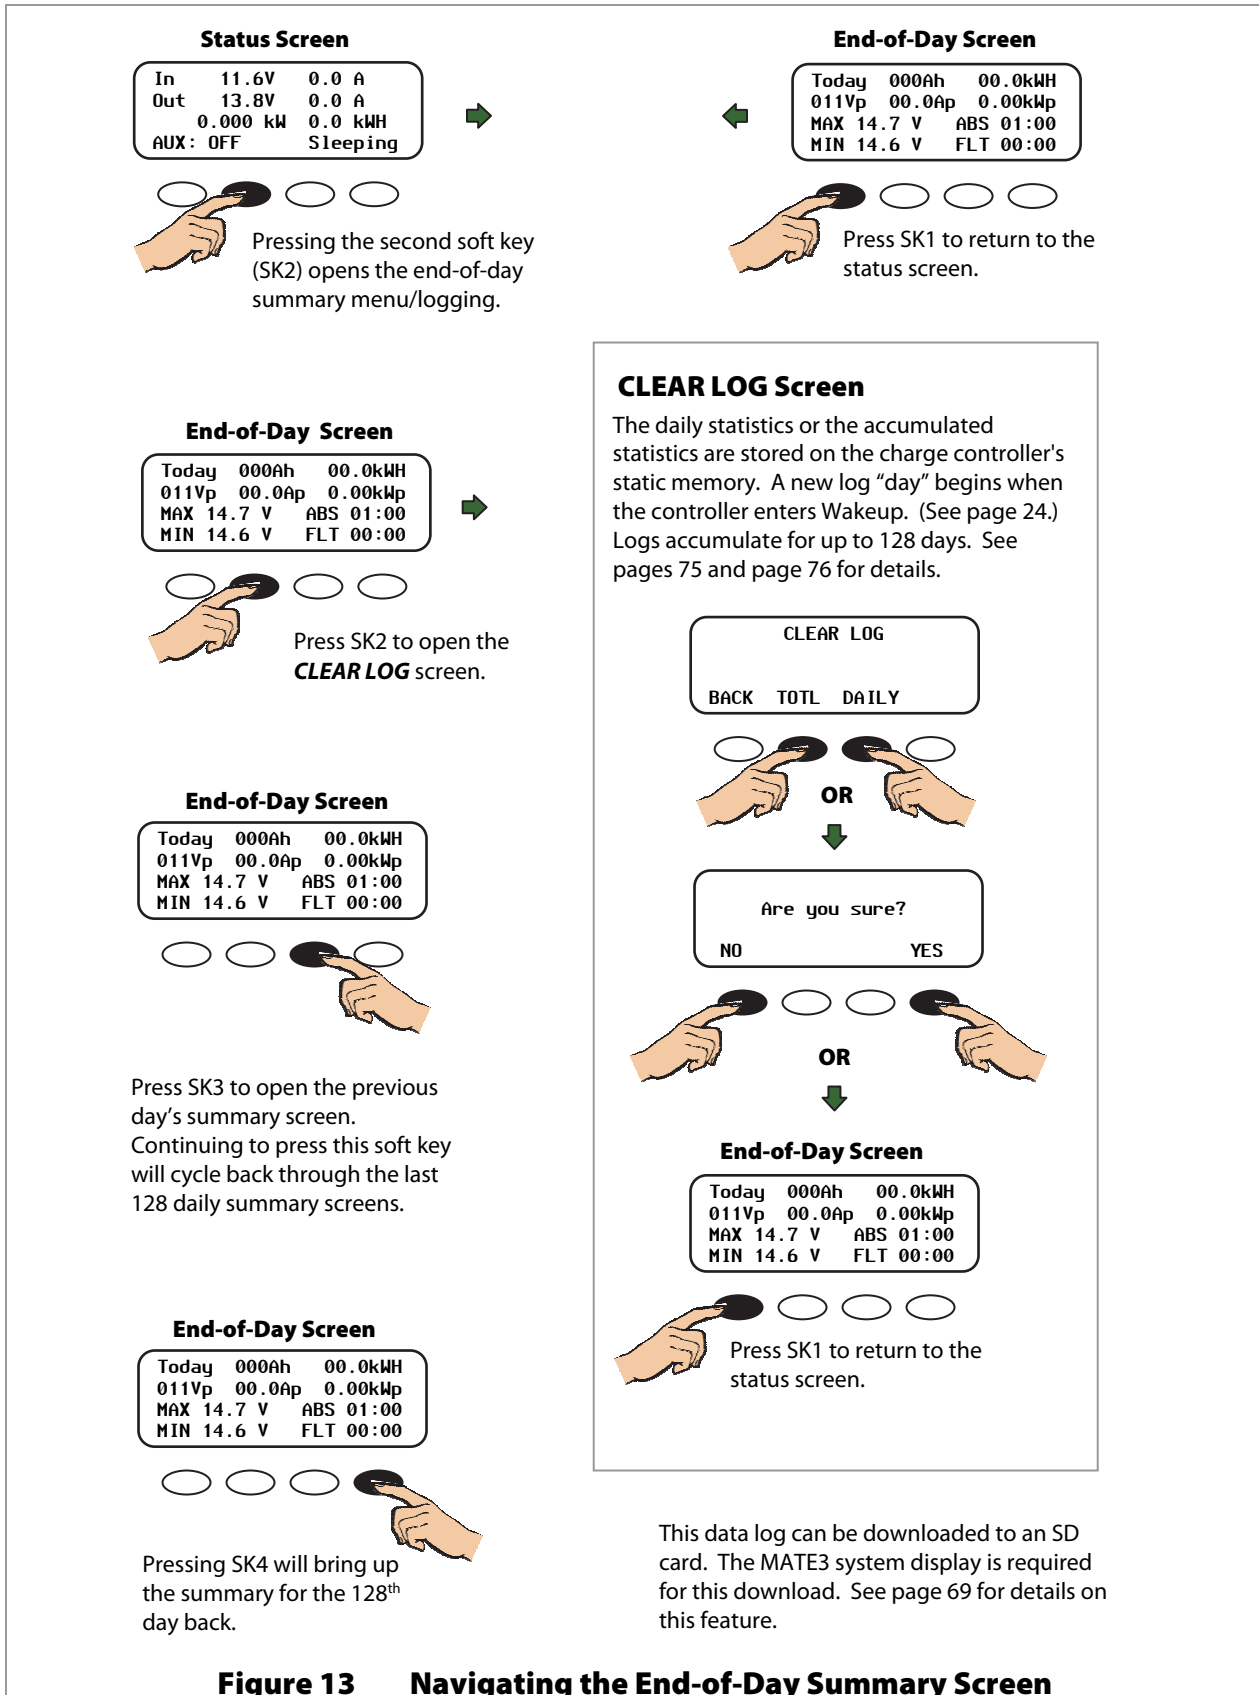 Status Screen
In 11.6V 0.0 A
Out 13.8V 0.0 A
0.000 kW 0.0 kWH
AUX: OFF Sleeping
Pressing the second soft key
(SK2) opens the end-of-day
summary menu/logging.
End-of-Day Screen
Today 000Ah 00.0kWH
011Vp 00.0Ap 0.00kWp
MAX 14.7 V ABS 01:00
MIN 14.6 V FLT 00:00
Press SK1 to return to the
status screen.
End-of-Day Screen
Today 000Ah 00.0kWH
011Vp 00.0Ap 0.00kWp
MAX 14.7 V ABS 01:00
MIN 14.6 V FLT 00:00
Press SK2 to open the
CLEAR LOG screen.
End-of-Day Screen
Today 000Ah 00.0kWH
011Vp 00.0Ap 0.00kWp
MAX 14.7 V ABS 01:00
MIN 14.6 V FLT 00:00
Press SK3 to open the previous
day’s summary screen.
Continuing to press this soft key
will cycle back through the last
128 daily summary screens.
End-of-Day Screen
Today 000Ah 00.0kWH
011Vp 00.0Ap 0.00kWp
MAX 14.7 V ABS 01:00
MIN 14.6 V FLT 00:00
Pressing SK4 will bring up
the summary for the 128th
day back.
CLEAR LOG Screen
The daily statistics or the accumulated
statistics are stored on the charge controller's
static memory. A new log “day” begins when
the controller enters Wakeup. (See page 24.)
Logs accumulate for up to 128 days. See
pages 75 and page 76 for details.
CLEAR LOG
BACK TOTL DAILY
OR
Are you sure?
NO YES
OR
End-of-Day Screen
Today 000Ah 00.0kWH
011Vp 00.0Ap 0.00kWp
MAX 14.7 V ABS 01:00
MIN 14.6 V FLT 00:00
Press SK1 to return to the
status screen.
This data log can be downloaded to an SD
card. The MATE3 system display is required
for this download. See page 69 for details on
this feature.
Figure 13 Navigating the End-of-Day Summary Screen